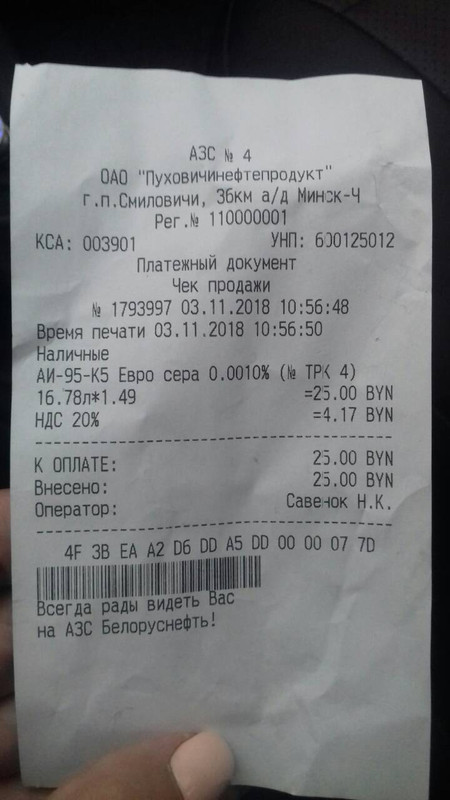 АЗС № 4
ОАО "Пуховичинефтепродукт"
г.п.Смиловичи, 36км а/д Минск-Ч
Рег.№ 110000001
КСА: 003901 УНП: 600125012
Платежный документ
Чек продажи
№ 1793997 03.11.2018 10:56:48
Время печати 03.11.2018 10:56:50
Наличные
АИ-95-К5 Евро сера 0.0010% (№ ТРК 4)
16.78л*1.49 =25.00 BYN
НДС 20% =4.17 BYN
К ОПЛАТЕ: 25.00 BYN
Внесено: 25.00 BYN
Оператор: Савенок Н.К.
4F 3B EA A2 D6 DD A5 DD 00 00 07 7D
Всегда рады видеть Вас
на АЗС Белоруснефть!